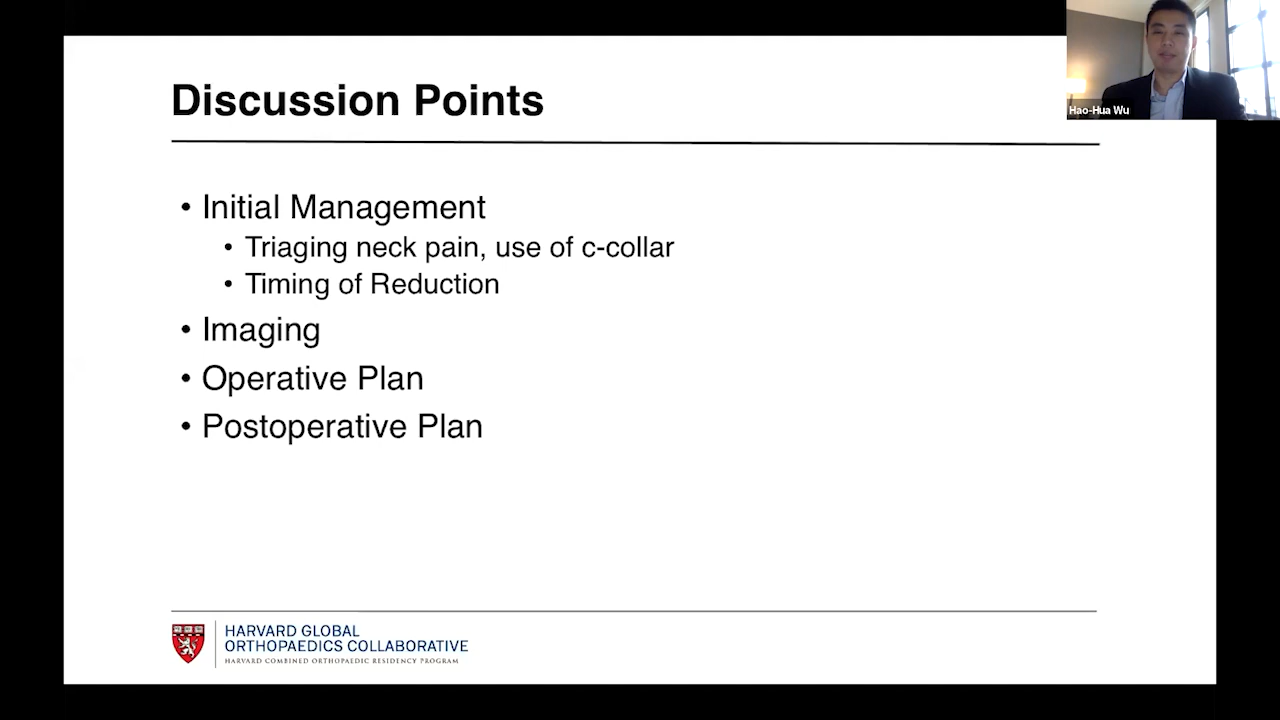 Discussion Points
Hao-Hua Wu
• Initial Management
• Triaging neck pain, use of c-collar
• Timing of Reduction
• Imaging
• Operative Plan
• Postoperative Plan
HARVARD GLOBAL
ORTHOPAEDICS COLLABORATIVE
HARVARD COMBINED ORTHOPAEDIC RESIDENCY PROGRAM